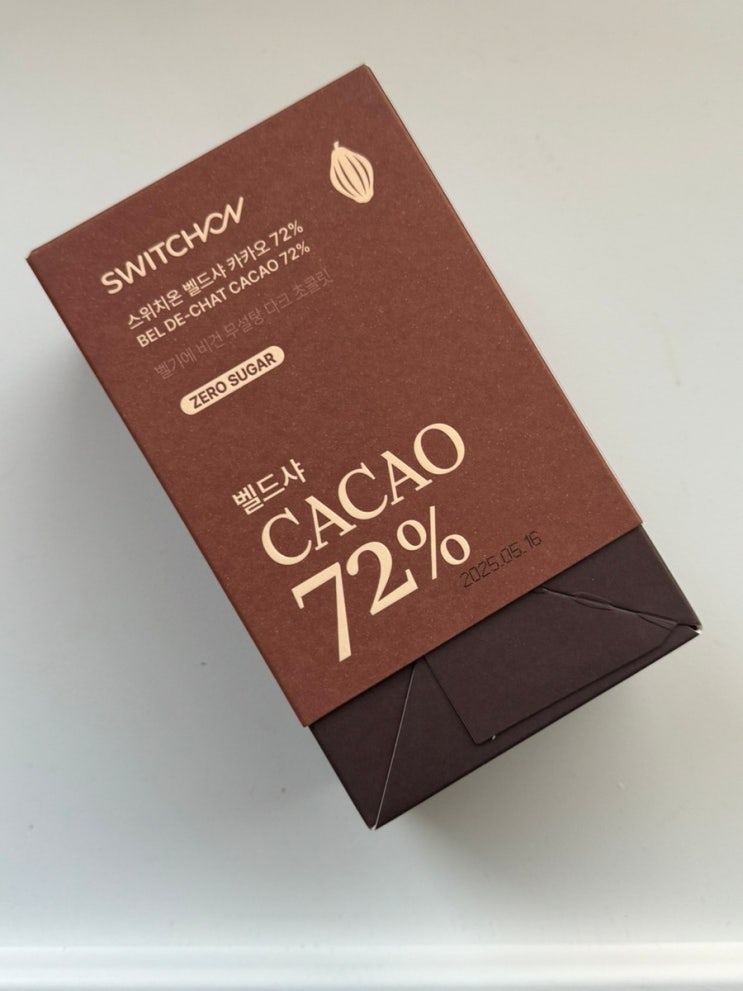 SWITCHON
스위치온 벨드샤 카카오 72%
BEL DE-CHAT CACAO 72%
벨기에 비건 무설탕 다크 초콜릿
ZERO SUGAR
벨드샤
CACAO
72%
2025.05.16